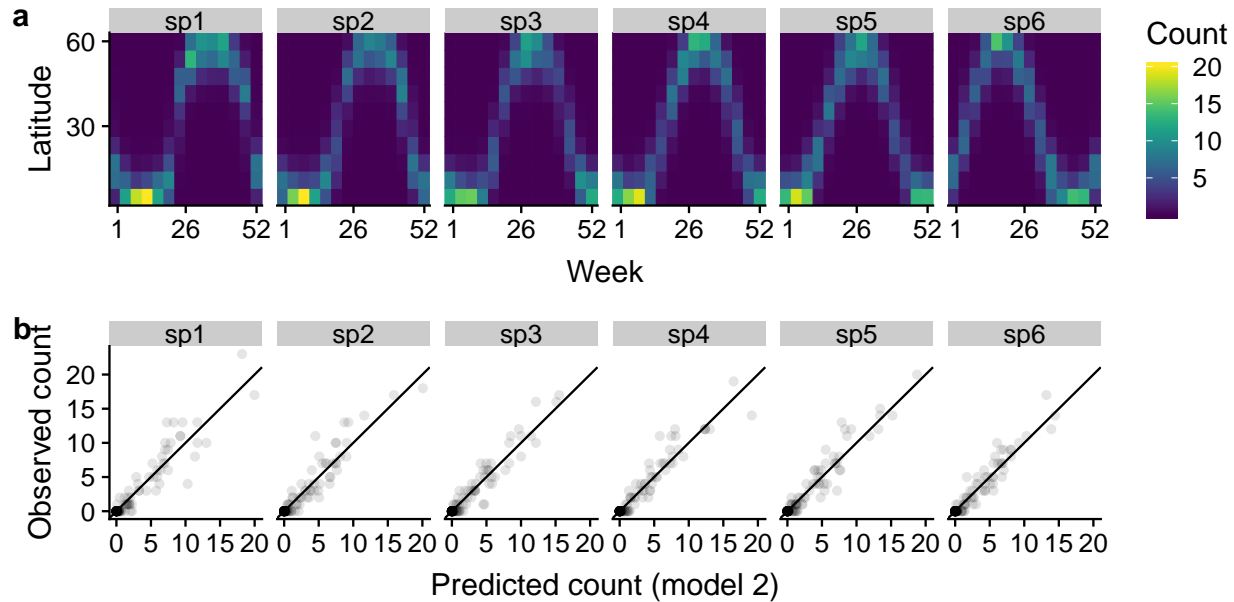 a
sp1 sp2 sp3 sp4 sp5 sp6
Latitude
60
30
1 26 52 1 26 52 1 26 52 1 26 52 1 26 52 1 26 52
Week
Count
20
15
10
5
b
sp1 sp2 sp3 sp4 sp5 sp6
Observed count
20
15
10
5
0
0 5 10 15 20 0 5 10 15 20 0 5 10 15 20 0 5 10 15 20 0 5 10 15 20 0 5 10 15 20
Predicted count (model 2)